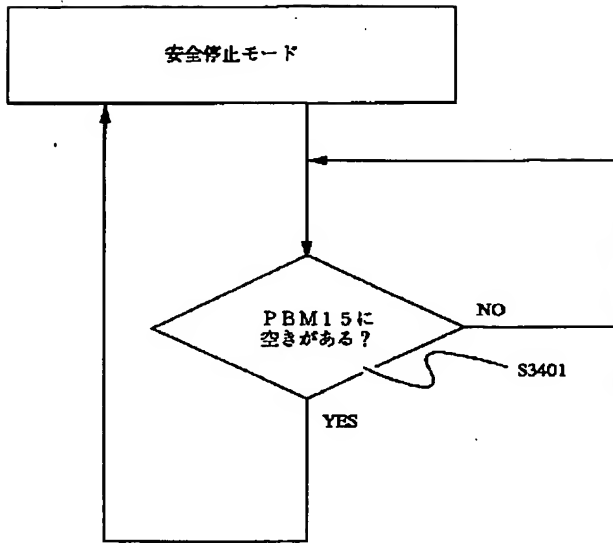 安全停止モード
PBM15に
空きがある?
NO
S3401
YES